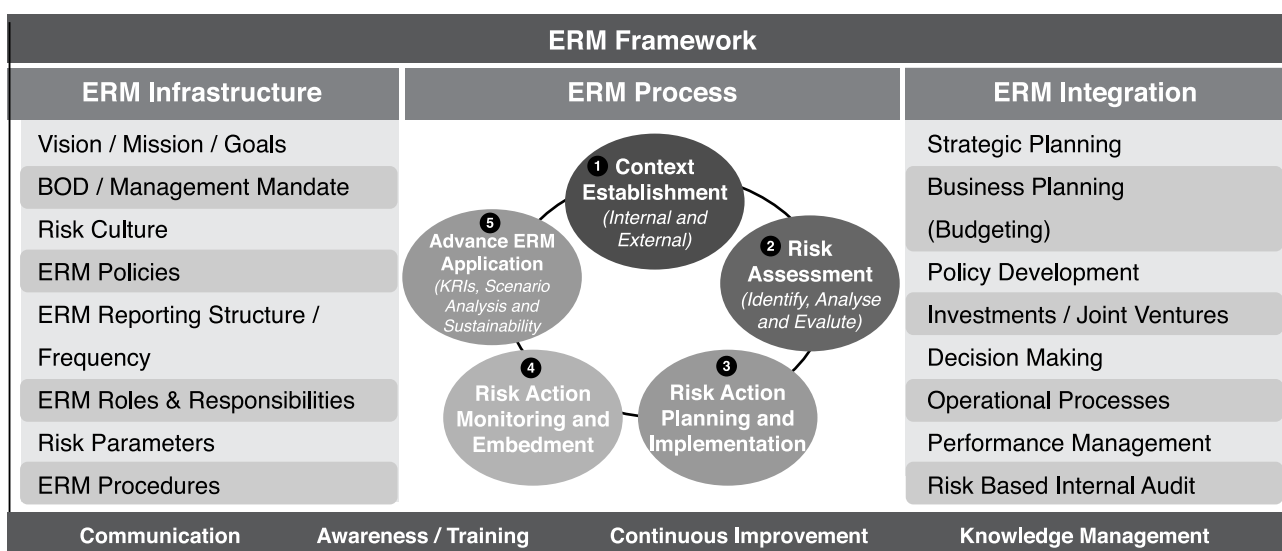 ERM Framework
ERM Infrastructure
Vision / Mission / Goals
BOD / Management Mandate
Risk Culture
ERM Policies
ERM Reporting Structure /
Frequency
ERM Roles & Responsibilities
Risk Parameters
ERM Procedures
ERM Process
1 Context
Establishment
(Internal and
External)
2 Risk
Assessment
(Identify, Analyse
and Evalute)
3
Risk Action
Planning and
Implementation
4
Risk Action
Monitoring and
Embedment
5
Advance ERM
Application
(KRIs, Scenario
Analysis and
Sustainability
ERM Integration
Strategic Planning
Business Planning
(Budgeting)
Policy Development
Investments / Joint Ventures
Decision Making
Operational Processes
Performance Management
Risk Based Internal Audit
Communication Awareness / Training Continuous Improvement Knowledge Management